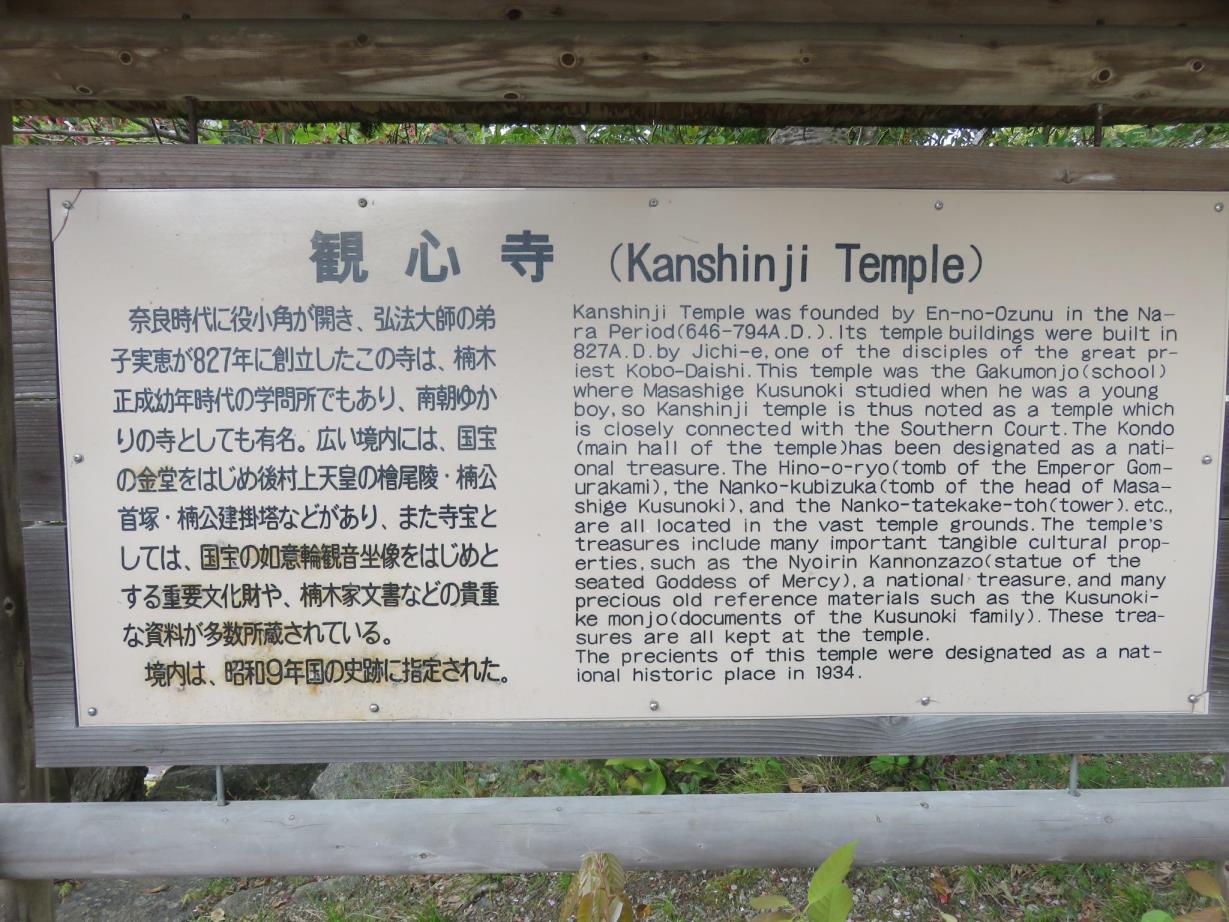 観心寺 (Kanshinji Temple)
奈良時代に役小角が開き、弘法大師の弟
子実恵が827年に創立したこの寺は、楠木
正成幼年時代の学問所でもあり、南朝ゆか
りの寺としても有名。広い境内には、国宝
の金堂をはじめ後村上天皇の檜尾陵・楠公
首塚・楠公建掛塔などがあり、また寺宝と
しては、国宝の如意輪観音坐像をはじめと
する重要文化財や、楠木家文書などの貴重
な資料が多数所蔵されている。
境内は、昭和9年国の史跡に指定された。
Kanshinji Temple was founded by En-no-Ozunu in the Na-
ra Period(646-794A.D.). Its temple buildings were built in
827A.D. by Jichi-e, one of the disciples of the great pr-
iest Kobo-Daishi. This temple was the Gakumonjo(school)
where Masashige Kusunoki studied when he was a young
boy, so Kanshinji temple is thus noted as a temple which
is closely connected with the Southern Court. The Kondo
(main hall of the temple)has been designated as a nati-
onal treasure. The Hino-o-ryo(tomb of the Emperor Gom-
urakami), the Nanko-kubizuka(tomb of the head of Masa-
shige Kusunoki), and the Nanko-tatekake-toh(tower). etc.,
are all located in the vast temple grounds. The temple's
treasures include many important tangible cultural prop-
erties, such as the Nyoirin Kannonzazo(statue of the
seated Goddess of Mercy), a national treasure, and many
precious old reference materials such as the Kusunoki-
ke monjo(documents of the Kusunoki family). These trea-
sures are all kept at the temple.
The precients of this temple were designated as a nat-
ional historic place in 1934.